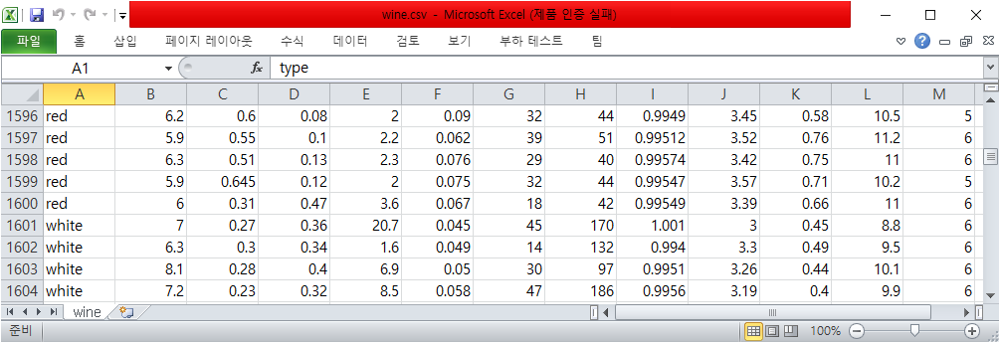 wine.csv - Microsoft Excel (제품 인증 실패)
파일 홈 삽입 페이지 레이아웃 수식 데이터 검토 보기 부하 테스트 팀
A1 fx type
A B C D E F G H I J K L M
1596 red 6.2 0.6 0.08 2 0.09 32 44 0.9949 3.45 0.58 10.5 5
1597 red 5.9 0.55 0.1 2.2 0.062 39 51 0.99512 3.52 0.76 11.2 6
1598 red 6.3 0.51 0.13 2.3 0.076 29 40 0.99574 3.42 0.75 11 6
1599 red 5.9 0.645 0.12 2 0.075 32 44 0.99547 3.57 0.71 10.2 5
1600 red 6 0.31 0.47 3.6 0.067 18 42 0.99549 3.39 0.66 11 6
1601 white 7 0.27 0.36 20.7 0.045 45 170 1.001 3 0.45 8.8 6
1602 white 6.3 0.3 0.34 1.6 0.049 14 132 0.994 3.3 0.49 9.5 6
1603 white 8.1 0.28 0.4 6.9 0.05 30 97 0.9951 3.26 0.44 10.1 6
1604 white 7.2 0.23 0.32 8.5 0.058 47 186 0.9956 3.19 0.4 9.9 6
wine
준비 100%